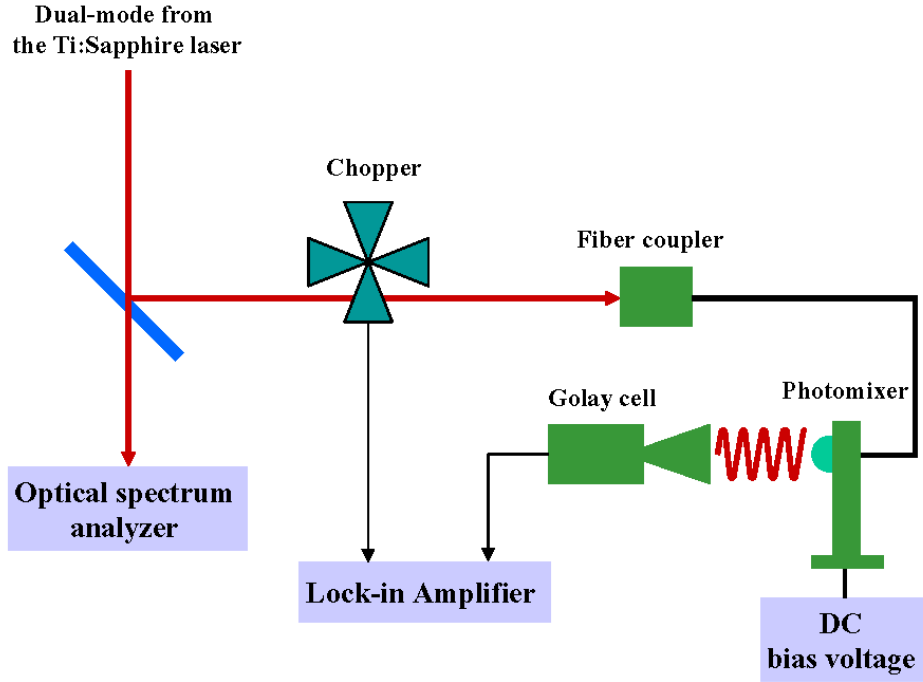 Dual-mode from
the Ti:Sapphire laser
Chopper
Fiber coupler
Golay cell
Photomixer
Optical spectrum
analyzer
Lock-in Amplifier
DC
bias voltage